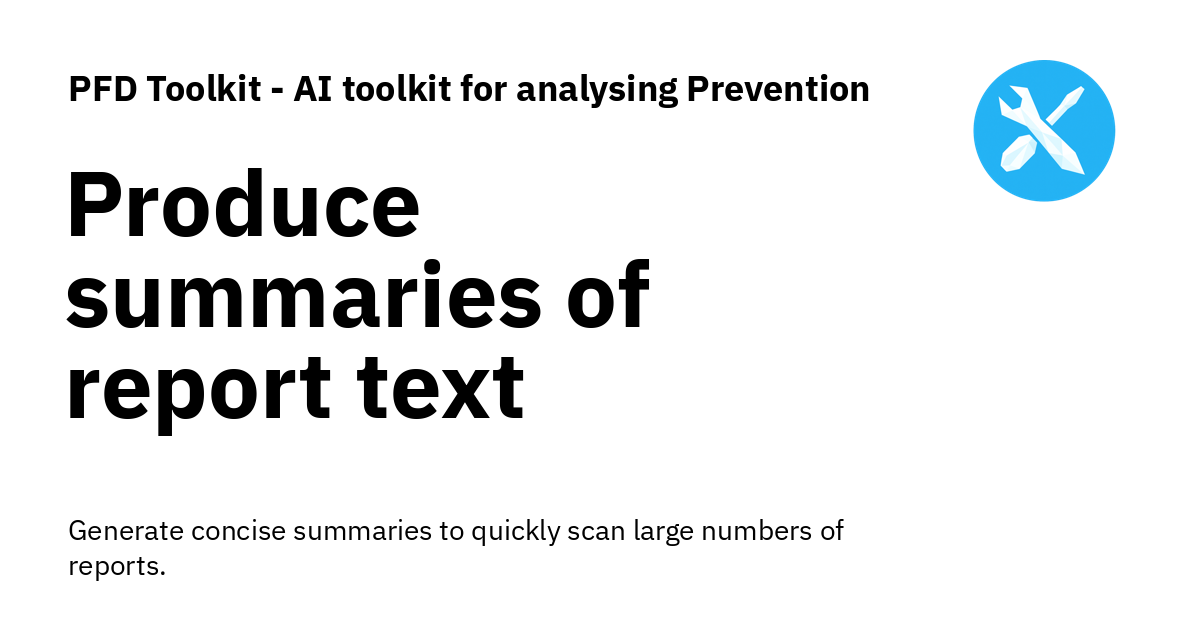 PFD Toolkit - AI toolkit for analysing Prevention
Produce
summaries of
report text
Generate concise summaries to quickly scan large numbers of
reports.